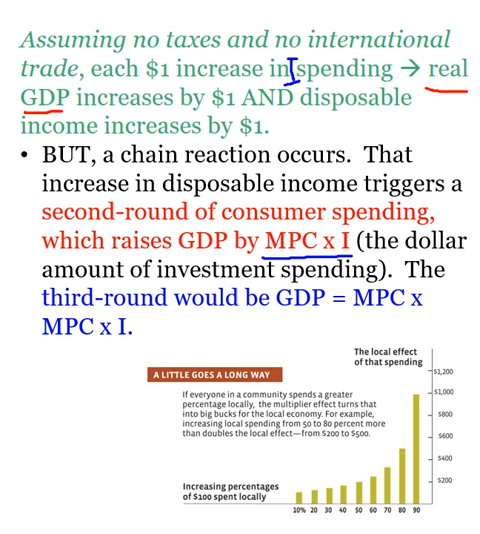 Assuming no taxes and no international
trade, each $1 increase in I spending → real
GDP increases by $1 AND disposable
income increases by $1.
• BUT, a chain reaction occurs. That
increase in disposable income triggers a
second-round of consumer spending,
which raises GDP by MPC x I (the dollar
amount of investment spending). The
third-round would be GDP = MPC x
MPC x I.
The local effect
of that spending
A LITTLE GOES A LONG WAY
If everyone in a community spends a greater
percentage locally, the multiplier effect turns that
into big bucks for the local economy. For example,
increasing local spending from 50 to 80 percent more
than doubles the local effect—from $200 to $500.
$1,200
$1,000
$800
$600
$400
$200
Increasing percentages
of $100 spent locally
10% 20 30 40 50 60 70 80 90